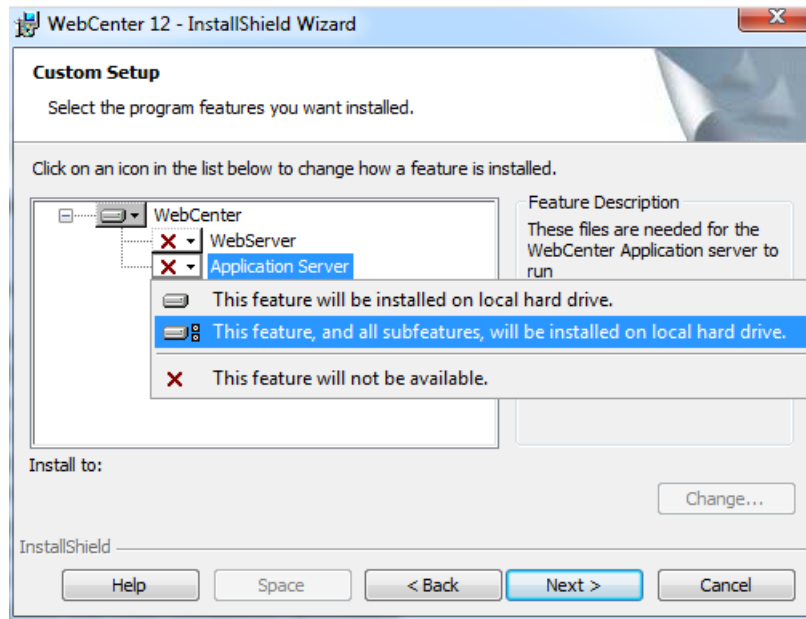 WebCenter 12 - InstallShield Wizard
Custom Setup
Select the program features you want installed.
Click on an icon in the list below to change how a feature is installed.
WebCenter
WebServer
Application Server
Feature Description
These files are needed for the
WebCenter Application server to
run
This feature will be installed on local hard drive.
This feature, and all subfeatures, will be installed on local hard drive.
This feature will not be available.
Install to:
Change...
InstallShield
Help
Space
< Back
Next >
Cancel